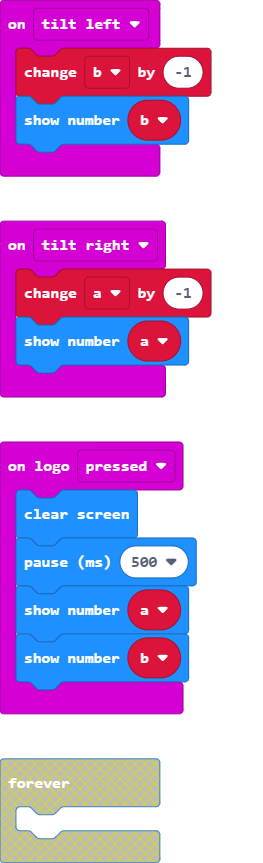 on tilt left
change b by -1
show number b
on tilt right
change a by -1
show number a
on logo pressed
clear screen
pause (ms) 500
show number a
show number b
forever